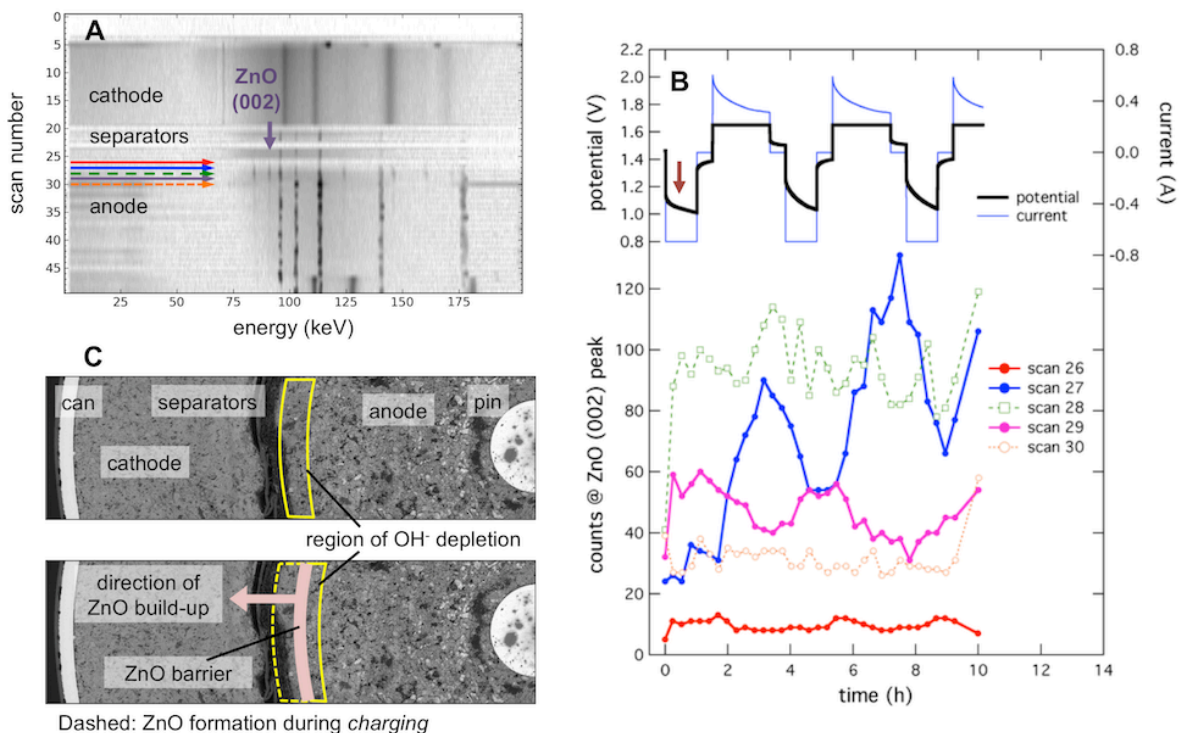 A
0
5
10
15
20
25
30
35
40
45
scan number
cathode
ZnO
(002)
separators
anode
25
50
75
100
125
150
175
energy (keV)
C
can
separators
anode
pin
cathode
region of OH- depletion
direction of
ZnO build-up
ZnO barrier
Dashed: ZnO formation during charging
B
2.2
2.0
1.8
1.6
1.4
1.2
1.0
0.8
potential (V)
0.8
0.4
0.0
-0.4
-0.8
current (A)
potential
current
120
100
80
60
40
20
0
counts @ ZnO (002) peak
scan 26
scan 27
scan 28
scan 29
scan 30
0
2
4
6
8
10
12
14
time (h)